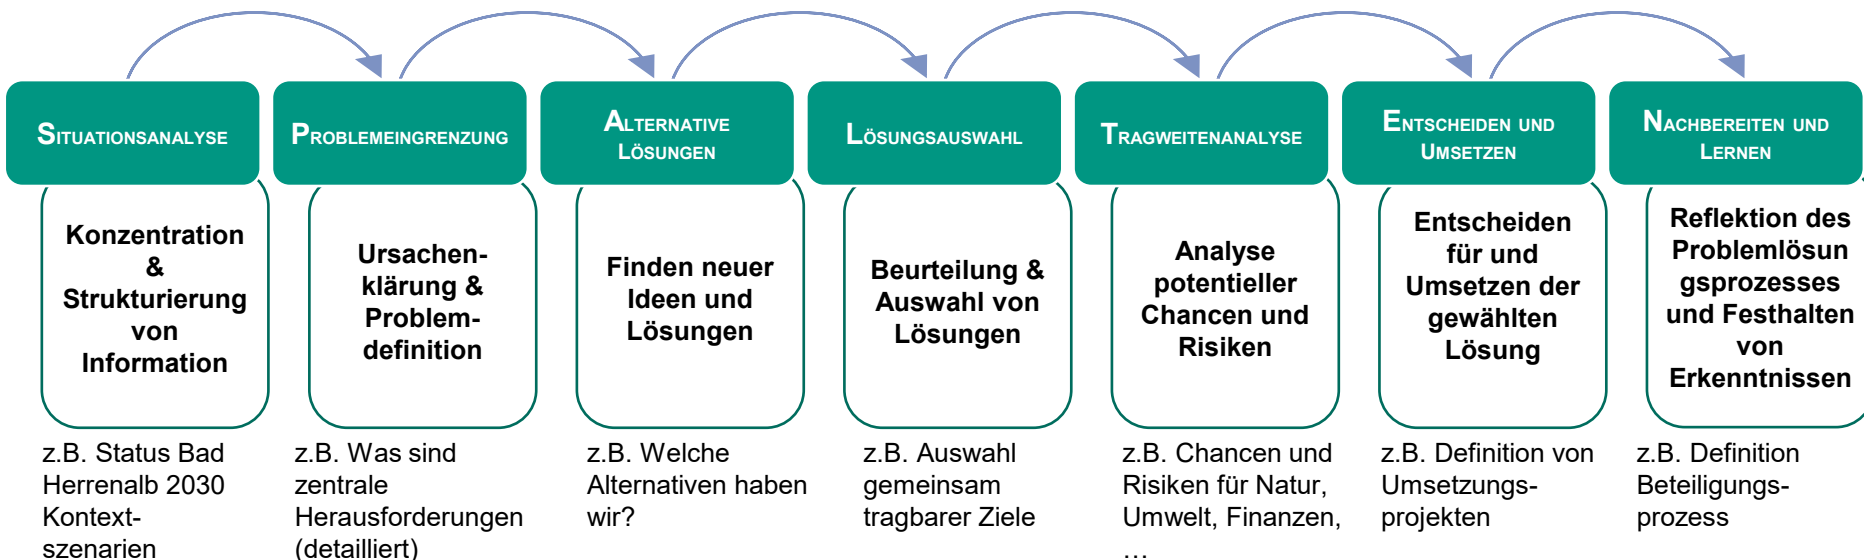 SITUATIONSANALYSE
Konzentration
&
Strukturierung
von
Information
z.B. Status Bad
Herrenalb 2030
Kontext-
szenarien
PROBLEMEINGRENZUNG
Ursachen-
klärung &
Problem-
definition
z.B. Was sind
zentrale
Herausforderungen
(detailliert)
ALTERNATIVE
LÖSUNGEN
Finden neuer
Ideen und
Lösungen
z.B. Welche
Alternativen haben
wir?
LÖSUNGSAUSWAHL
Beurteilung &
Auswahl von
Lösungen
z.B. Auswahl
gemeinsam
tragbarer Ziele
TRAGWEITENANALYSE
Analyse
potentieller
Chancen und
Risiken
z.B. Chancen und
Risiken für Natur,
Umwelt, Finanzen,
…
ENTSCHEIDEN UND
UMSETZEN
Entscheiden
für und
Umsetzen der
gewählten
Lösung
z.B. Definition von
Umsetzungs-
projekten
NACHBEREITEN UND
LERNEN
Reflektion des
Problemlösun
gsprozesses
und Festhalten
von
Erkenntnissen
z.B. Definition
Beteiligungs-
prozess